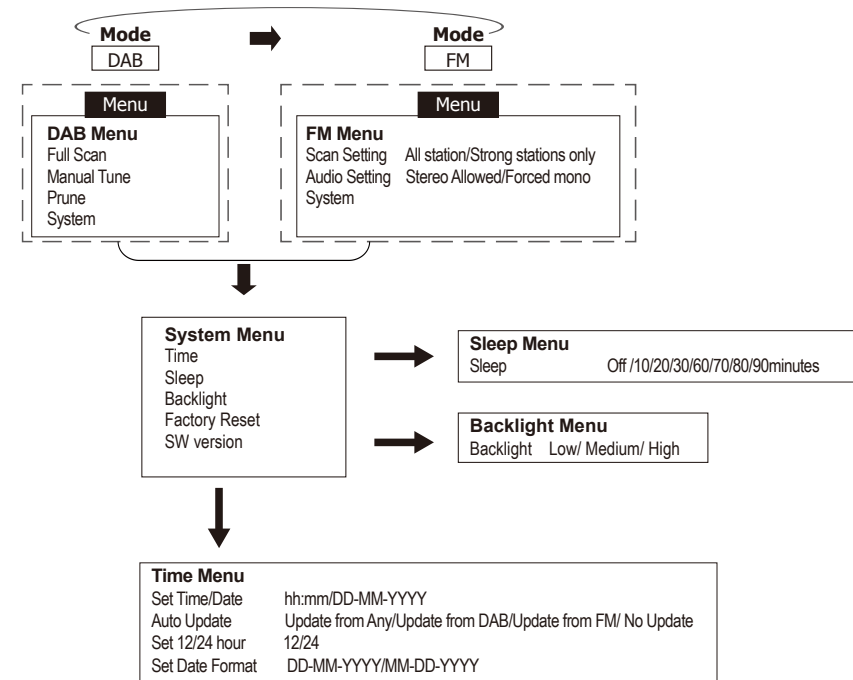 Mode Mode
DAB FM
Menu Menu
DAB Menu
Full Scan
Manual Tune
Prune
System
FM Menu
Scan Setting All station/Strong stations only
Audio Setting Stereo Allowed/Forced mono
System
System Menu
Time
Sleep
Backlight
Factory Reset
SW version
Sleep Menu
Sleep Off /10/20/30/60/70/80/90minutes
Backlight Menu
Backlight Low/ Medium/ High
Time Menu
Set Time/Date hh:mm/DD-MM-YYYY
Auto Update Update from Any/Update from DAB/Update from FM/ No Update
Set 12/24 hour 12/24
Set Date Format DD-MM-YYYY/MM-DD-YYYY